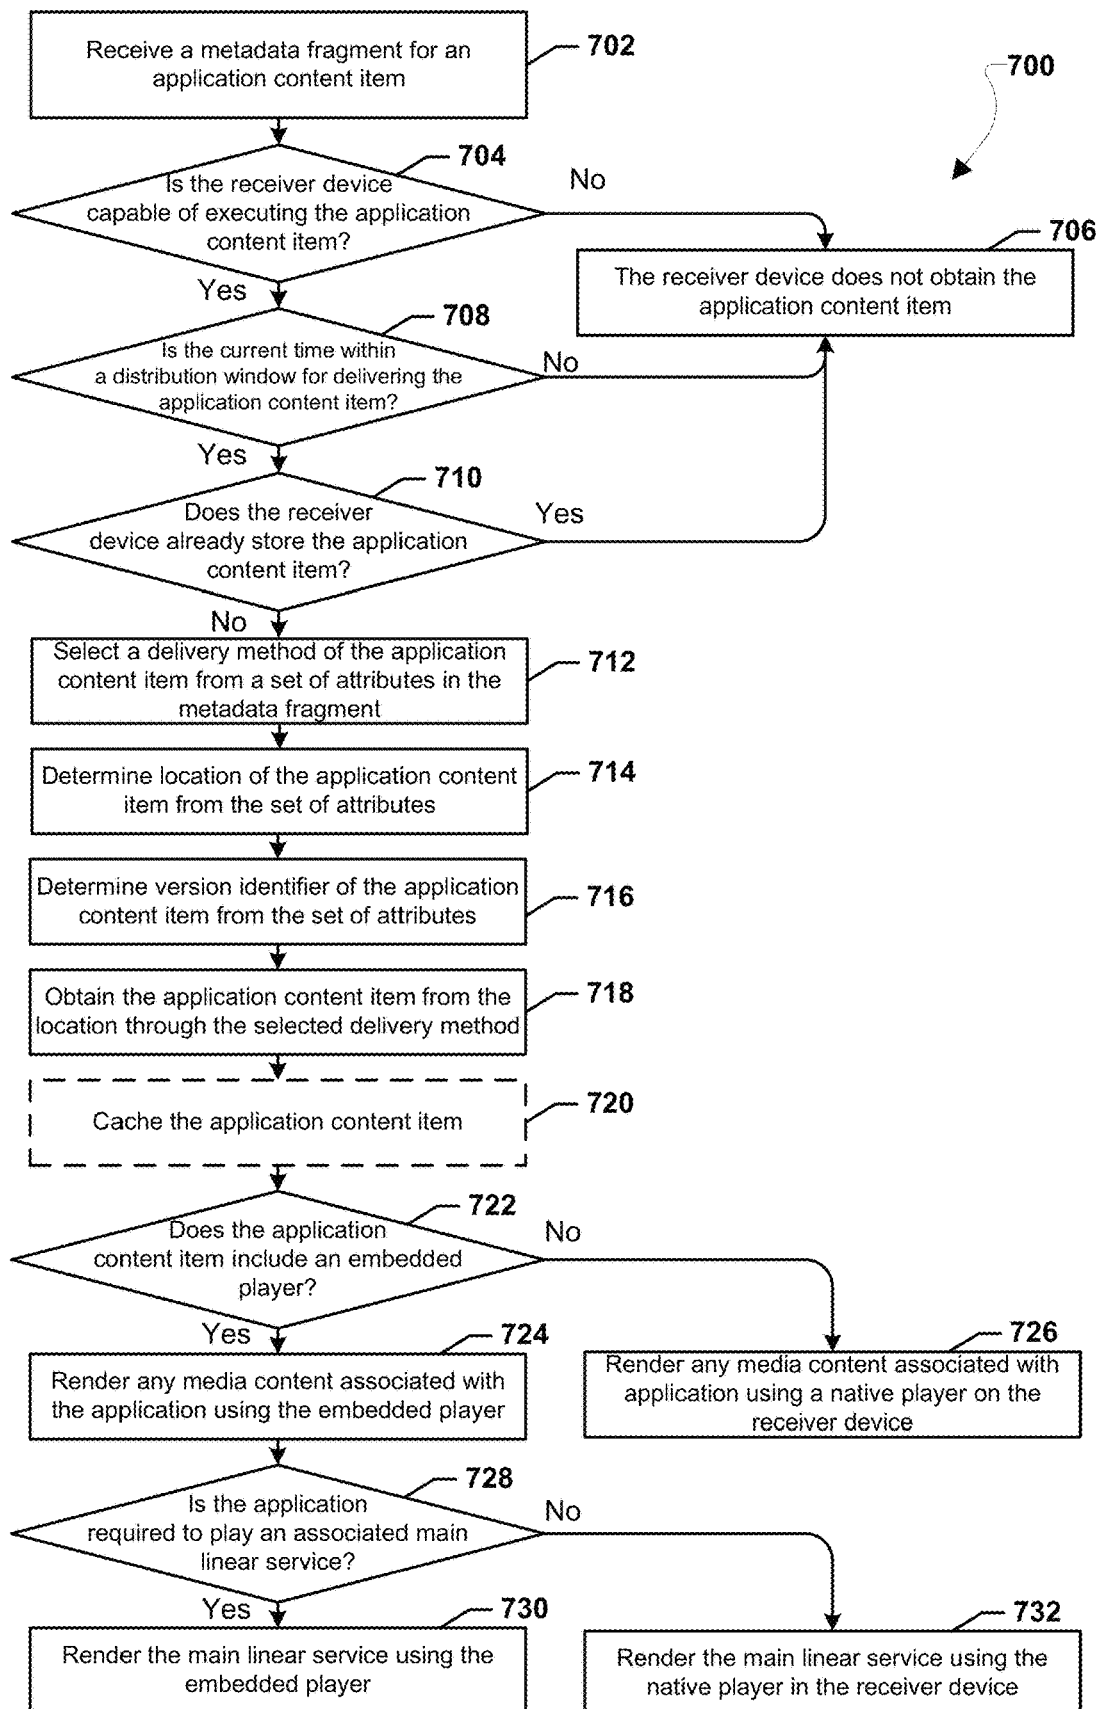 Receive a metadata fragment for an
application content item
702
700
704
Is the receiver device
capable of executing the application
content item?
No
Yes
706
The receiver device does not obtain the
application content item
708
Is the current time within
a distribution window for delivering the
application content item?
No
Yes
710
Does the receiver
device already store the application
content item?
Yes
No
Select a delivery method of the application
content item from a set of attributes in the
metadata fragment
712
Determine location of the application content
item from the set of attributes
714
Determine version identifier of the application
content item from the set of attributes
716
Obtain the application content item from the
location through the selected delivery method
718
Cache the application content item
720
722
Does the application
content item include an embedded
player?
No
Yes
724
Render any media content associated with
the application using the embedded player
726
Render any media content associated with
application using a native player on the
receiver device
728
Is the application
required to play an associated main
linear service?
No
Yes
730
Render the main linear service using the
embedded player
732
Render the main linear service using the
native player in the receiver device